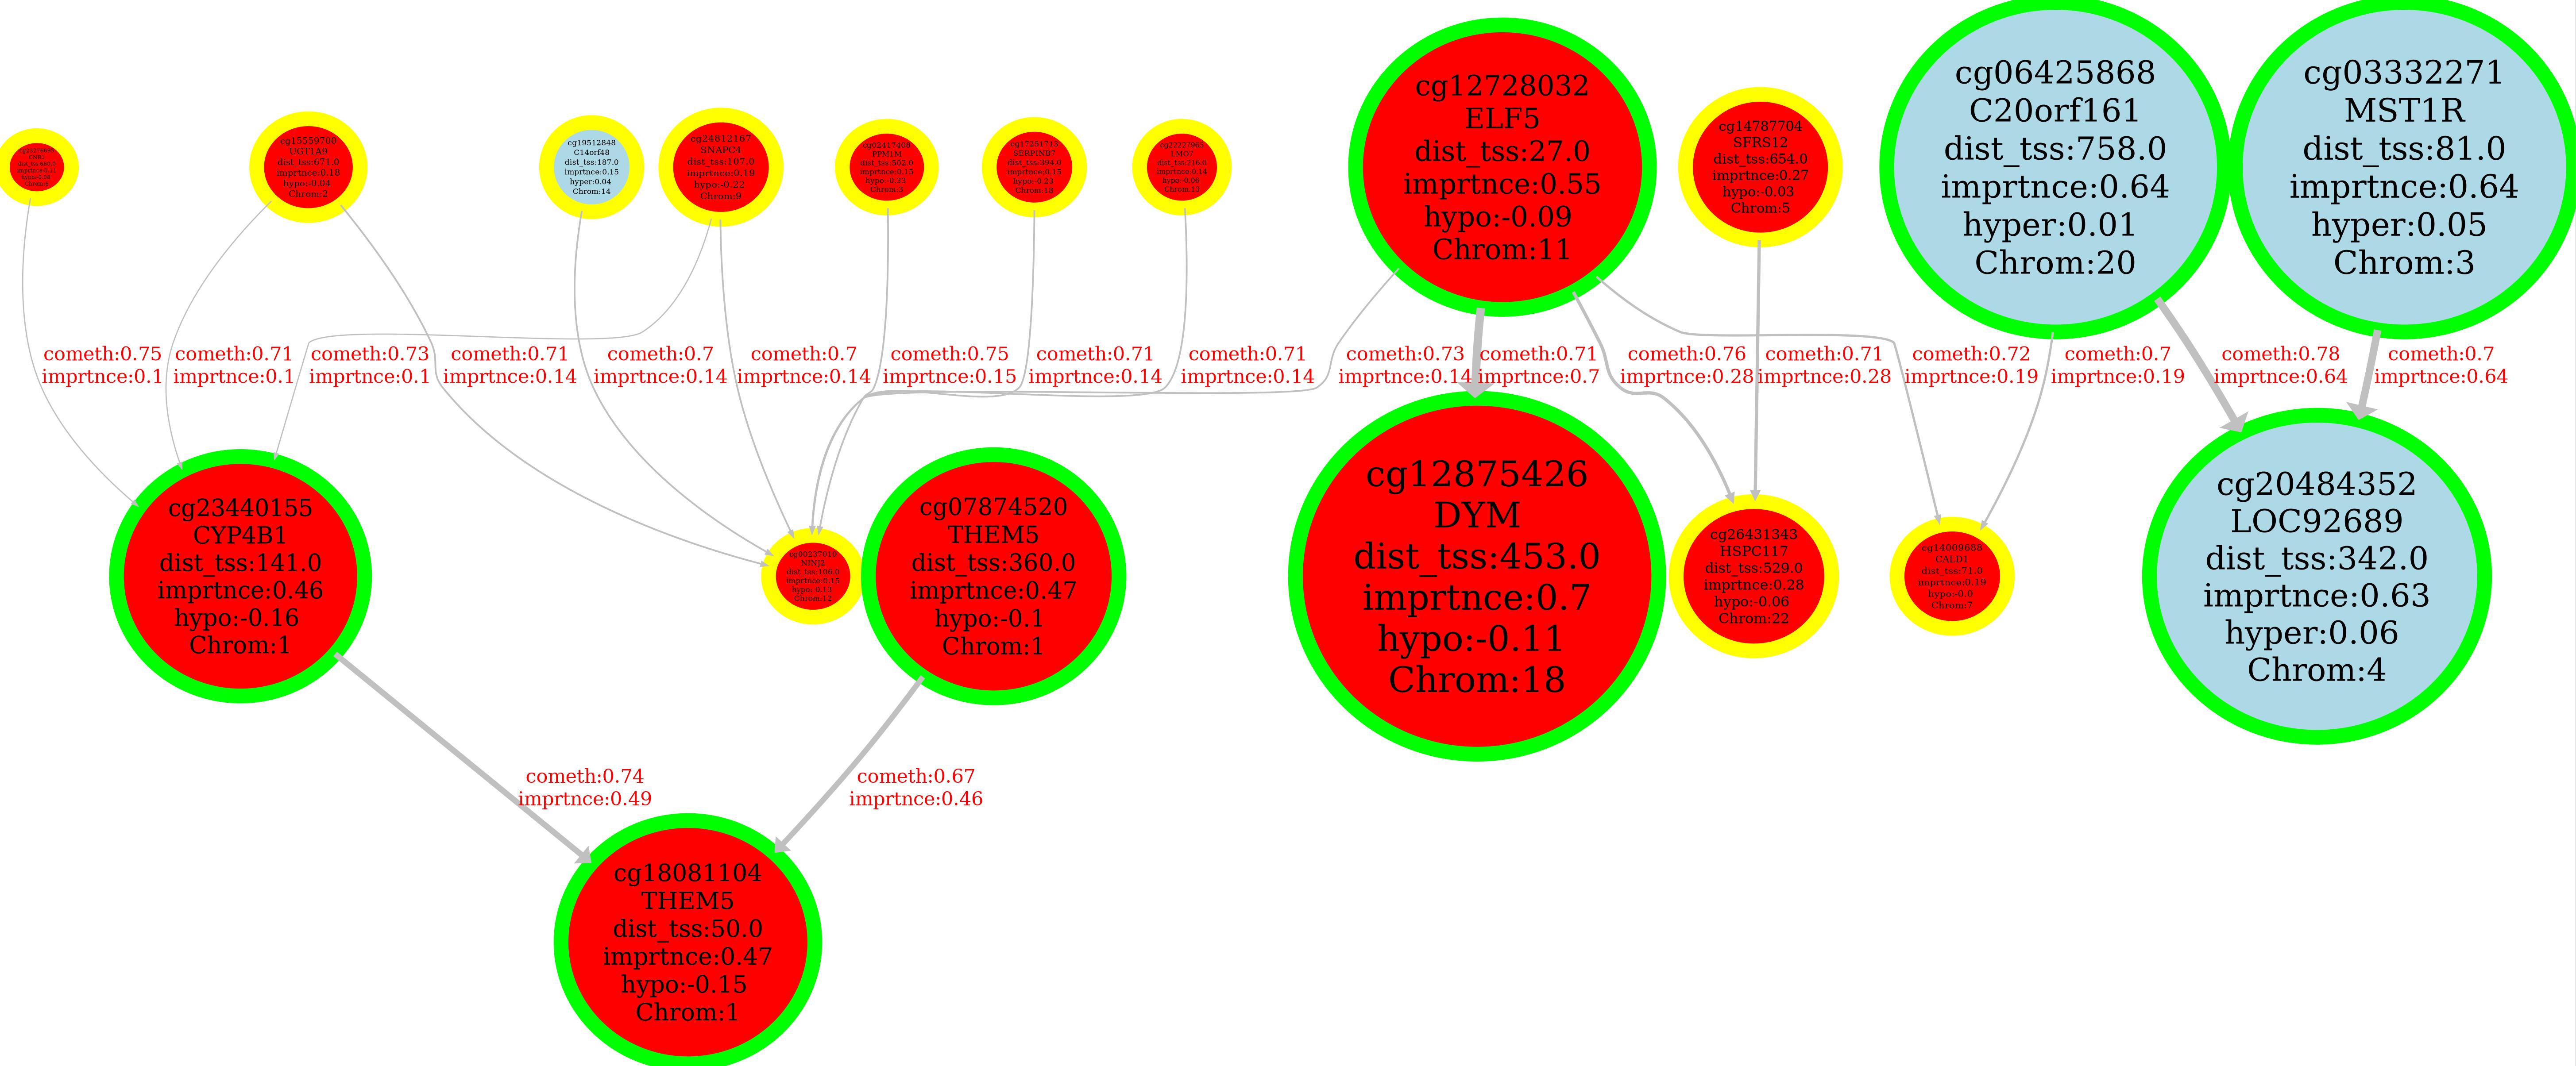 CNR2
Chrom:1
cg15559700
UGT1A9
dist_tss:671.0
imprtnce:0.18
hypo:-0.04
Chrom:2
cg19512848
C14orf48
dist_tss:187.0
imprtnce:0.15
hyper:0.04
Chrom:14
cg24812167
SNAPC4
dist_tss:107.0
imprtnce:0.19
hypo:-0.22
Chrom:9
cg02417408
PPM1M
dist_tss:502.0
imprtnce:0.15
hypo:-0.33
Chrom:3
cg17251713
SERPINB7
dist_tss:394.0
imprtnce:0.15
hypo:-0.23
Chrom:18
cg22227965
LMO7
dist_tss:216.0
imprtnce:0.14
hypo:-0.06
Chrom:13
cg12728032
ELF5
dist_tss:27.0
imprtnce:0.55
hypo:-0.09
Chrom:11
cg14787704
SFRS12
dist_tss:654.0
imprtnce:0.27
hypo:-0.03
Chrom:5
cg06425868
C20orf161
dist_tss:758.0
imprtnce:0.64
hyper:0.01
Chrom:20
cg03332271
MST1R
dist_tss:81.0
imprtnce:0.64
hyper:0.05
Chrom:3
cometh:0.75
imprtnce:0.1
cometh:0.71
imprtnce:0.1
cometh:0.73
imprtnce:0.1
cometh:0.71
imprtnce:0.14
cometh:0.7
imprtnce:0.14
cometh:0.7
imprtnce:0.14
cometh:0.75
imprtnce:0.15
cometh:0.71
imprtnce:0.14
cometh:0.71
imprtnce:0.14
cometh:0.73
imprtnce:0.14
cometh:0.71
imprtnce:0.7
cometh:0.76
imprtnce:0.28
cometh:0.71
imprtnce:0.28
cometh:0.72
imprtnce:0.19
cometh:0.7
imprtnce:0.19
cometh:0.78
imprtnce:0.64
cometh:0.7
imprtnce:0.64
cg23440155
CYP4B1
dist_tss:141.0
imprtnce:0.46
hypo:-0.16
Chrom:1
cg00237010
NINJ2
dist_tss:106.0
imprtnce:0.15
hypo:-0.13
Chrom:12
cg07874520
THEM5
dist_tss:360.0
imprtnce:0.47
hypo:-0.1
Chrom:1
cg12875426
DYM
dist_tss:453.0
imprtnce:0.7
hypo:-0.11
Chrom:18
cg26431343
HSPC117
dist_tss:529.0
imprtnce:0.28
hypo:-0.06
Chrom:22
cg14009688
CALD1
dist_tss:71.0
imprtnce:0.19
hypo:-0.0
Chrom:7
cg20484352
LOC92689
dist_tss:342.0
imprtnce:0.63
hyper:0.06
Chrom:4
cometh:0.74
imprtnce:0.49
cometh:0.67
imprtnce:0.46
cg18081104
THEM5
dist_tss:50.0
imprtnce:0.47
hypo:-0.15
Chrom:1